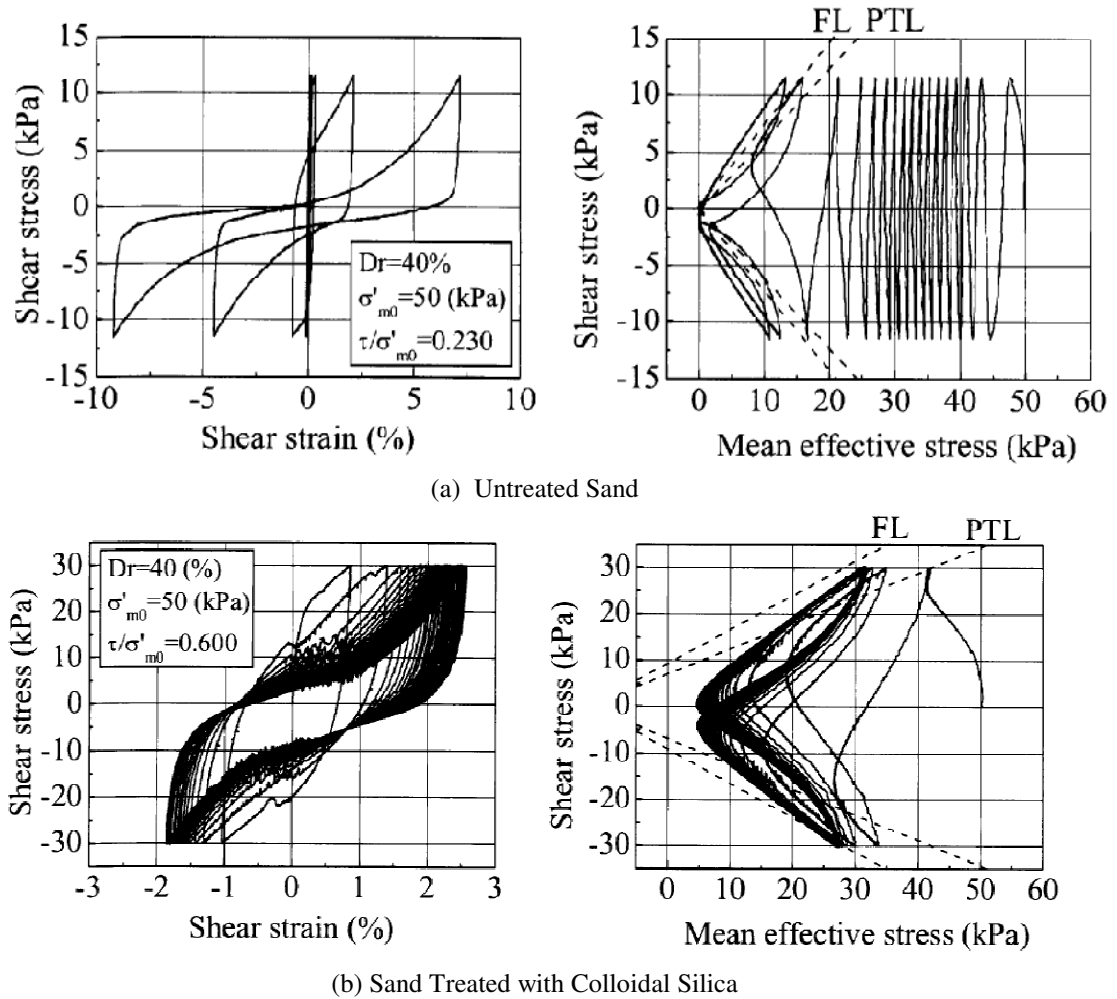 FL PTL
15
10
5
0
-5
-10
-15
Shear stress (kPa)
Dr=40%
σ'm0=50 (kPa)
τ/σ'm0=0.230
-10 -5 0 5 10
Shear strain (%)
15
10
5
0
-5
-10
-15
Shear stress (kPa)
0 10 20 30 40 50 60
Mean effective stress (kPa)
(a) Untreated Sand
FL PTL
30
20
10
0
-10
-20
-30
Shear stress (kPa)
Dr=40 (%)
σ'm0=50 (kPa)
τ/σ'm0=0.600
-3 -2 -1 0 1 2 3
Shear strain (%)
30
20
10
0
-10
-20
-30
Shear stress (kPa)
0 10 20 30 40 50 60
Mean effective stress (kPa)
(b) Sand Treated with Colloidal Silica